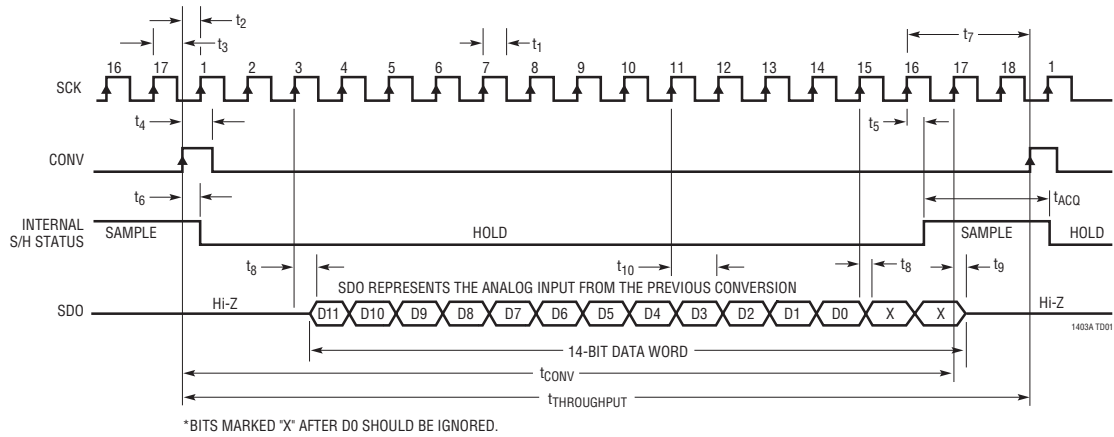 t2
t3
t1
t7
16 17 1 2 3 4 5 6 7 8 9 10 11 12 13 14 15 16 17 18 1
SCK
t4
t5
CONV
t6
tACQ
INTERNAL
S/H STATUS
SAMPLE HOLD SAMPLE HOLD
t8 t10 t8 t9
SDO REPRESENTS THE ANALOG INPUT FROM THE PREVIOUS CONVERSION
SDO Hi-Z D11 D10 D9 D8 D7 D6 D5 D4 D3 D2 D1 D0 X X Hi-Z
1403A TD01
14-BIT DATA WORD
tCONV
tTHROUGHPUT
*BITS MARKED "X" AFTER D0 SHOULD BE IGNORED.